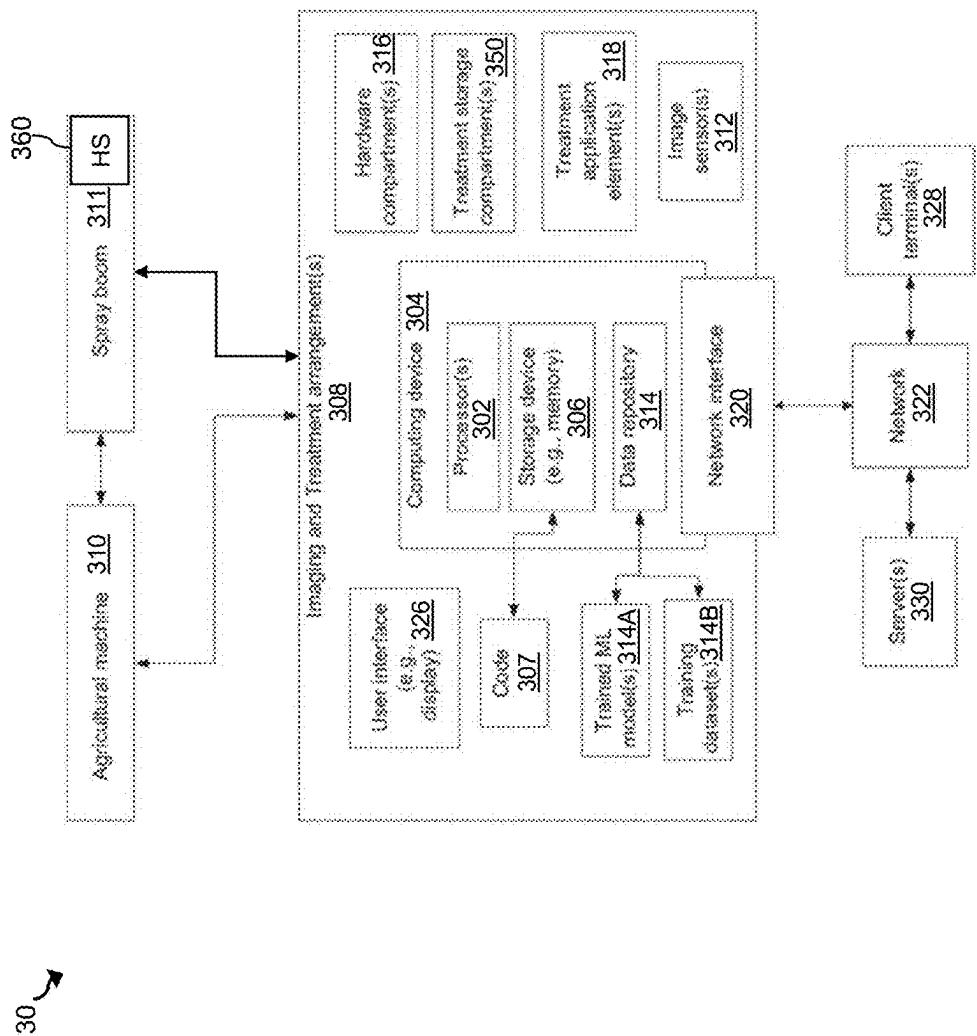 30
Agricultural machine
310
Spray boom
311
HS
360
Imaging and Treatment arrangement(s)
308
User interface
(e.g.,
display) 326
Code
307
Trained ML
model(s) 314A
Training
dataset(s) 314B
Computing device 304
Processor(s)
302
Storage device
(e.g., memory)
306
Data repository
314
Network interface
320
Hardware
compartment(s) 316
Treatment storage
compartment(s) 350
Treatment
application
element(s) 318
Image
sensor(s)
312
Server(s)
330
Network
322
Client
terminal(s)
328